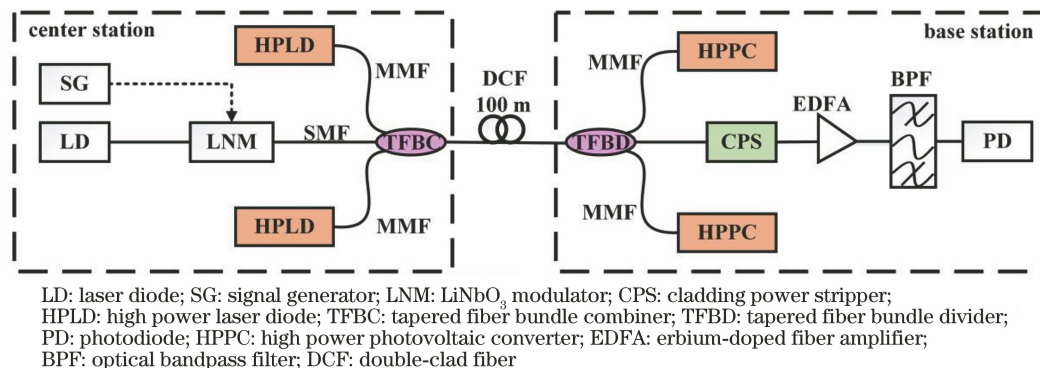 center station
base station
HPLD
HPPC
SG
MMF
DCF
MMF
BPF
100 m
EDFA
LD
LNM
SMF
TFBC
TFBD
CPS
PD
HPLD
MMF
MMF
HPPC
LD: laser diode; SG: signal generator; LNM: LiNbO₃ modulator; CPS: cladding power stripper;
HPLD: high power laser diode; TFBC: tapered fiber bundle combiner; TFBD: tapered fiber bundle divider;
PD: photodiode; HPPC: high power photovoltaic converter; EDFA: erbium-doped fiber amplifier;
BPF: optical bandpass filter; DCF: double-clad fiber